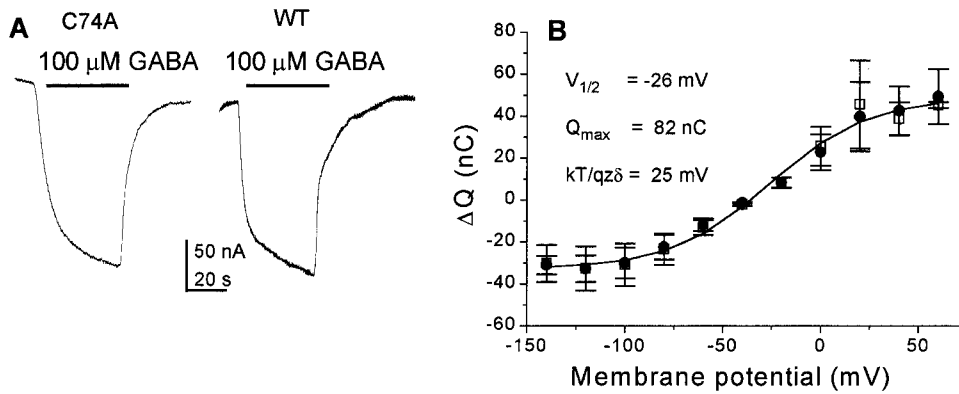 A
C74A
WT
100 μM GABA
100 μM GABA
50 nA
20 s
B
V1/2 = -26 mV
Qmax = 82 nC
kT/qzδ = 25 mV
ΔQ (nC)
80
60
40
20
0
-20
-40
-60
-150
-100
-50
0
50
Membrane potential (mV)